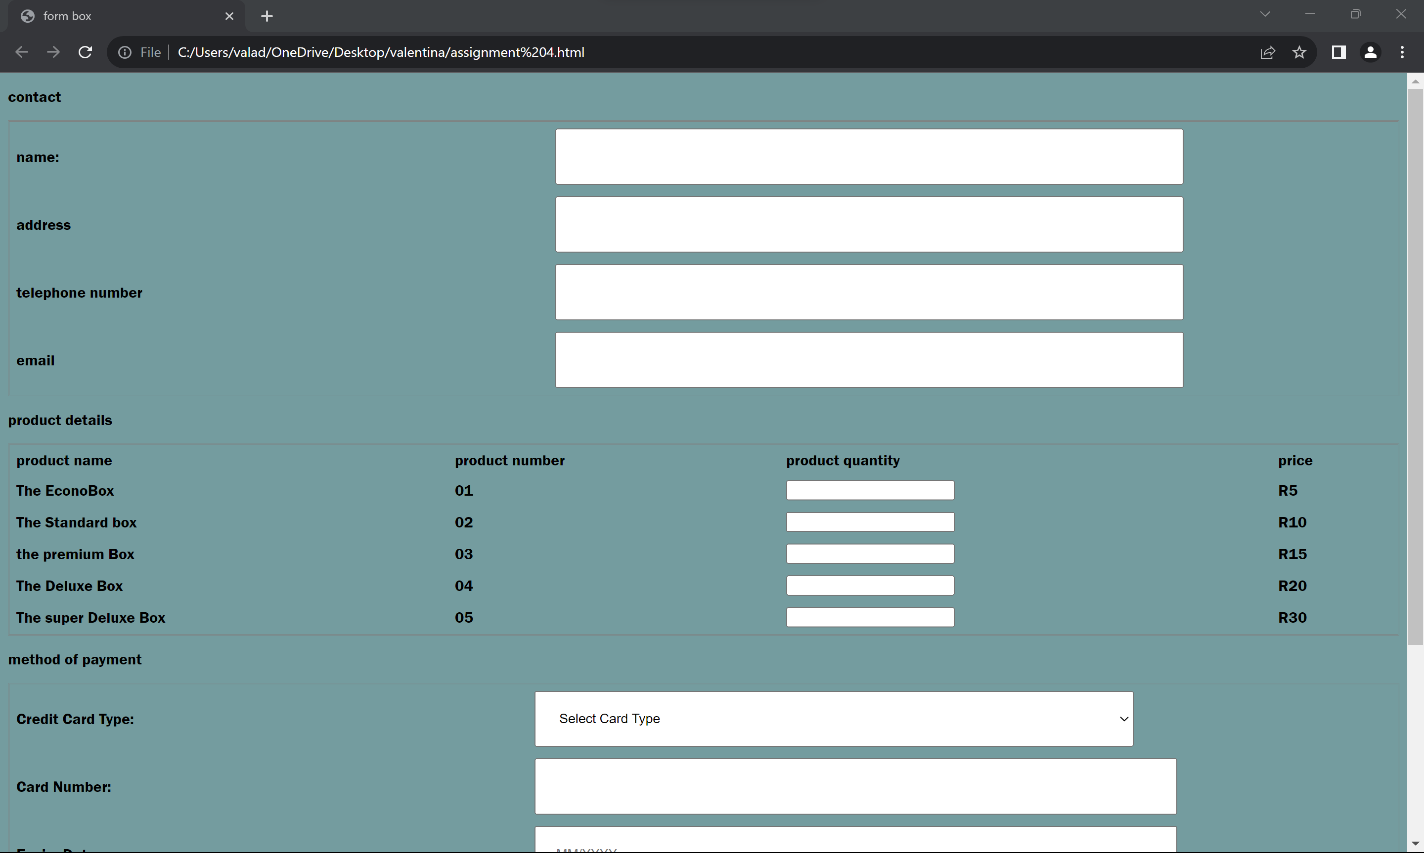 form box
File C:/Users/valad/OneDrive/Desktop/valentina/assignment%204.html
contact
name:
address
telephone number
email
product details
product name product number product quantity price
The EconoBox 01 R5
The Standard box 02 R10
the premium Box 03 R15
The Deluxe Box 04 R20
The super Deluxe Box 05 R30
method of payment
Credit Card Type: Select Card Type
Card Number: